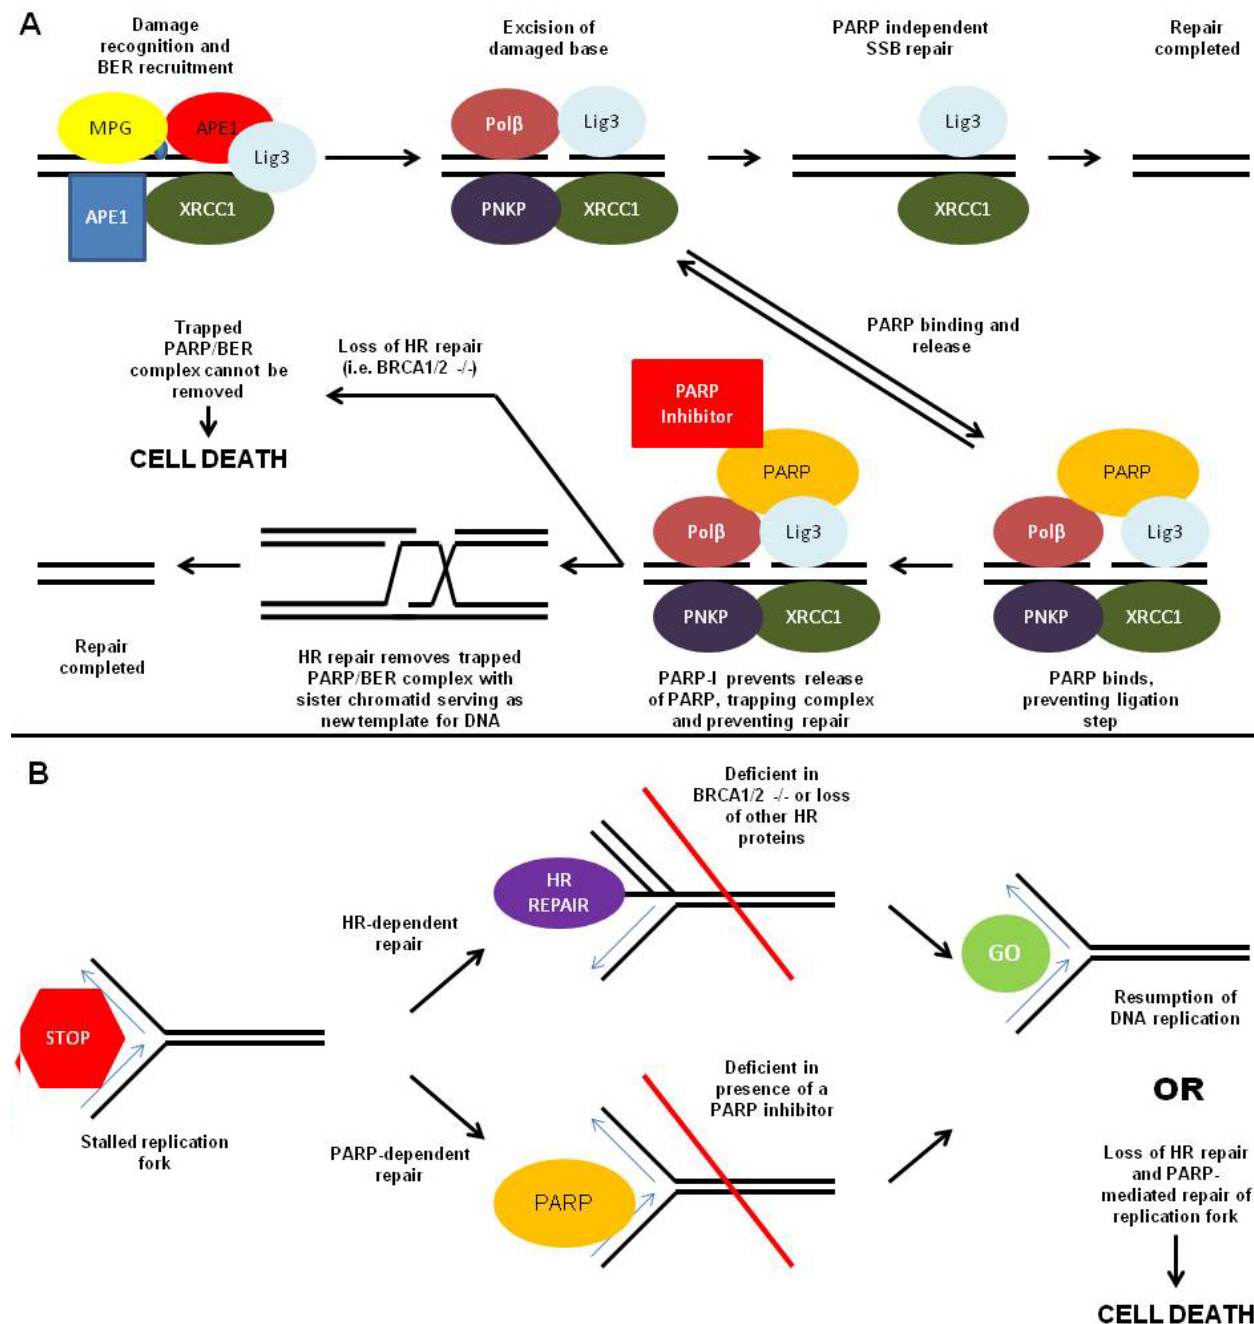 A
Damage
recognition and
BER recruitment
Excision of
damaged base
PARP independent
SSB repair
Repair
completed
MPG
APE1
Lig3
APE1
XRCC1
Polβ
Lig3
PNKP
XRCC1
Lig3
XRCC1
PARP binding and
release
Trapped
PARP/BER
complex cannot be
removed
CELL DEATH
Loss of HR repair
(i.e. BRCA1/2 -/-)
PARP
Inhibitor
PARP
Polβ
Lig3
PNKP
XRCC1
PARP
Polβ
Lig3
PNKP
XRCC1
Repair
completed
HR repair removes trapped
PARP/BER complex with
sister chromatid serving as
new template for DNA
PARP-I prevents release
of PARP, trapping complex
and preventing repair
PARP binds,
preventing ligation
step
B
Deficient in
BRCA1/2 -/- or loss
of other HR
proteins
HR
REPAIR
HR-dependent
repair
STOP
Stalled replication
fork
PARP-dependent
repair
Deficient in
presence of a
PARP inhibitor
PARP
GO
Resumption of
DNA replication
OR
Loss of HR repair
and PARP-
mediated repair of
replication fork
CELL DEATH